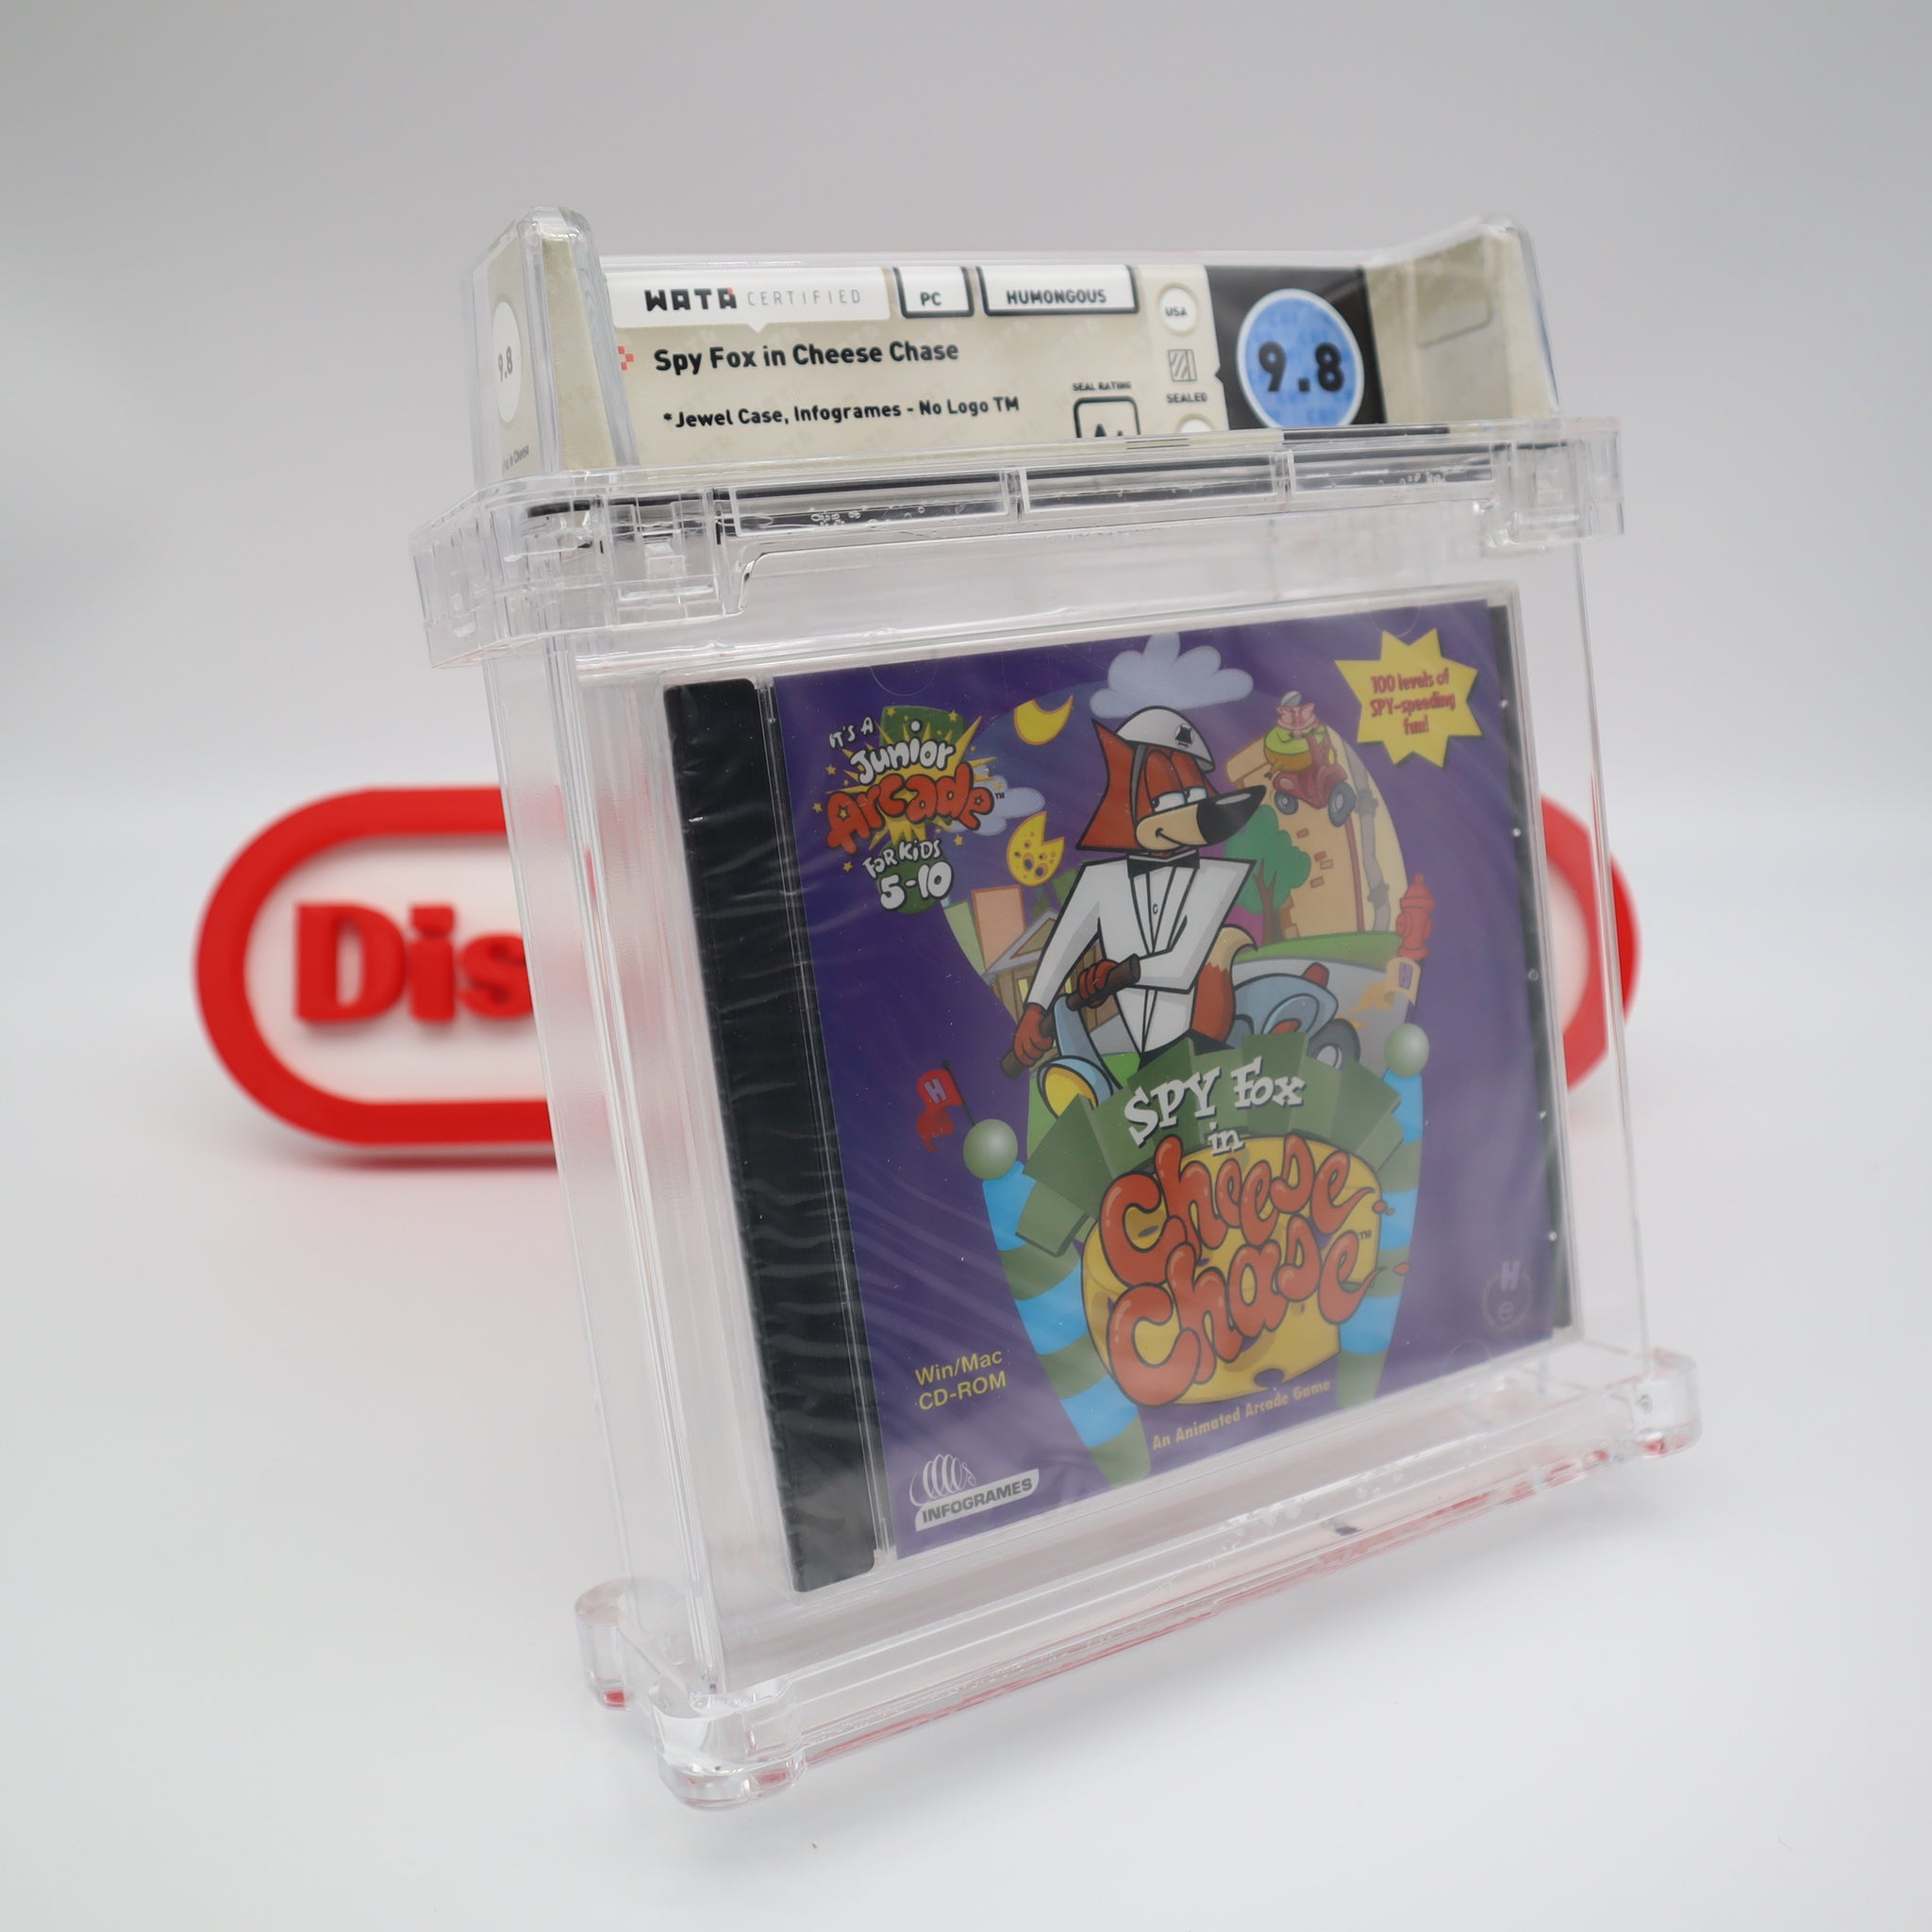 WATA CERTIFIED
PC
HUMONGOUS
USA
Spy Fox in Cheese Chase
* Jewel Case, Infogrames - No Logo TM
SEAL RATING
SEALED
9.8
9.8
Dis
IT'S A
Junior
Arcade™
FOR KIDS
5-10
100 levels of
SPY-speeding
fun!
H
SPY Fox
in
Cheese
Chase™
An Animated Arcade Game
Win/Mac
CD-ROM
INFOGRAMES
H
e